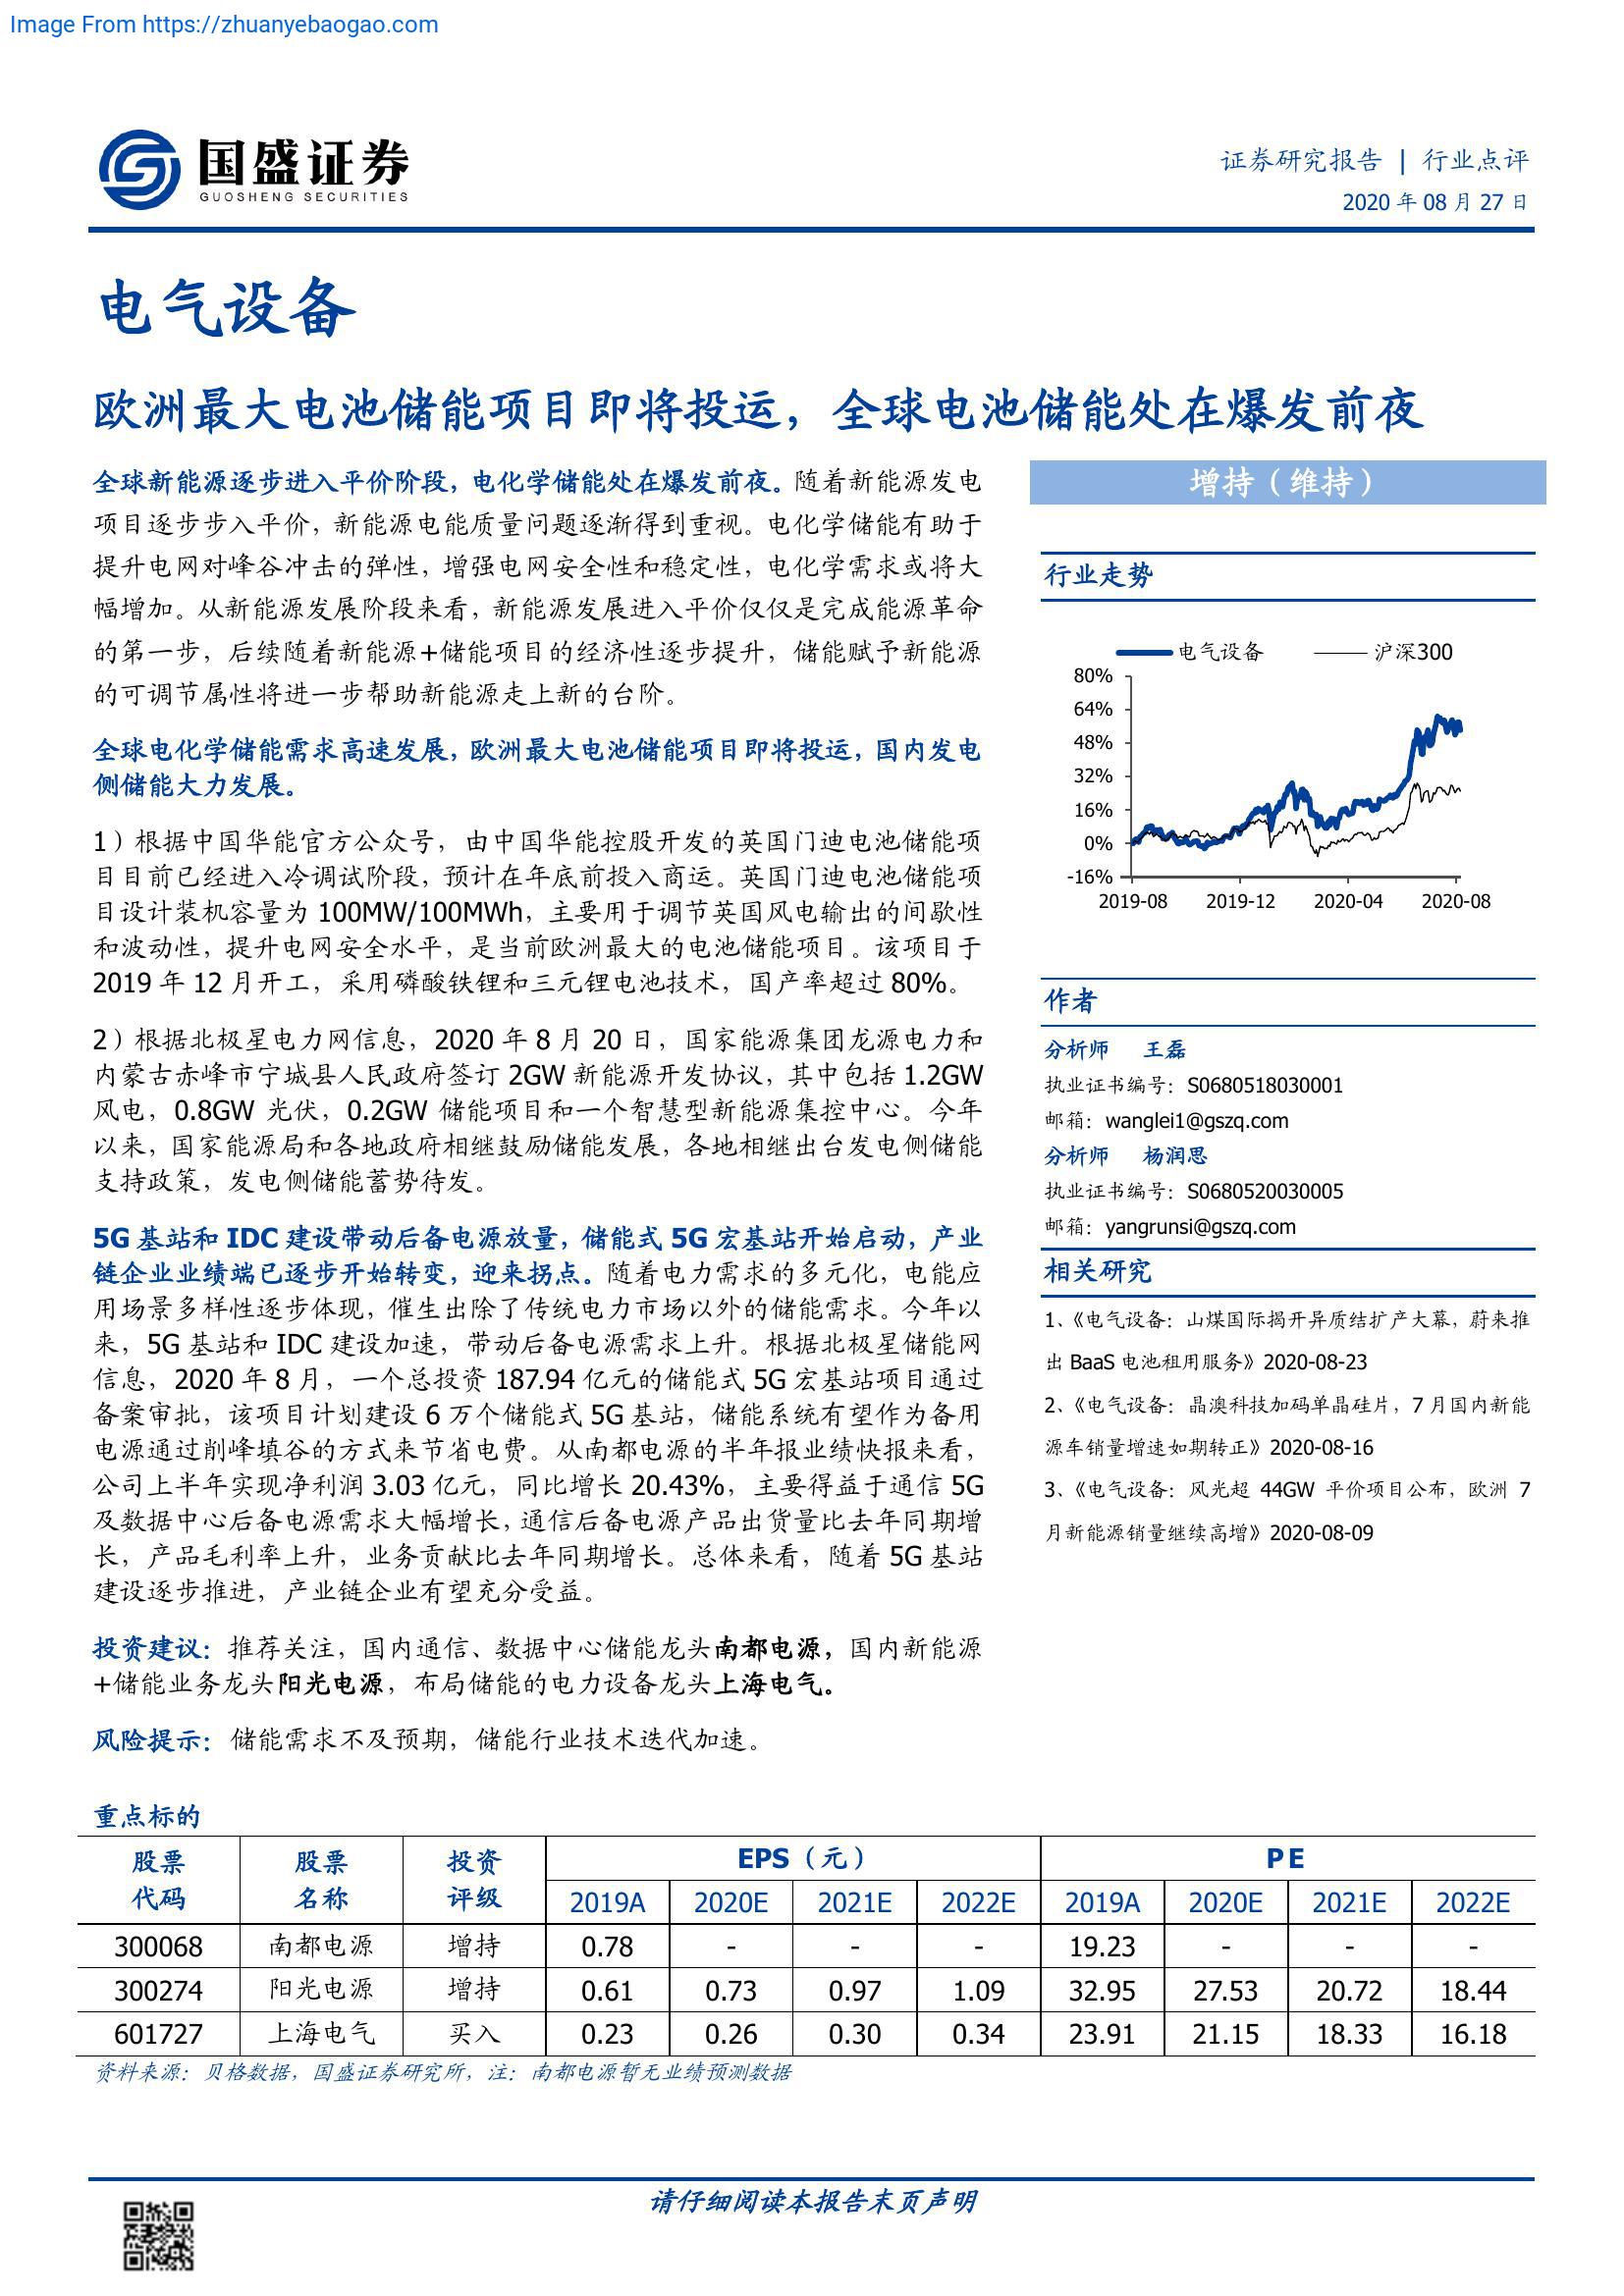 Image From https://zhuanyebaogao.com
国盛证券
GUOSHENG SECURITIES
证券研究报告 | 行业点评
2020 年 08 月 27 日
电气设备
欧洲最大电池储能项目即将投运，全球电池储能处在爆发前夜
全球新能源逐步进入平价阶段，电化学储能处在爆发前夜。随着新能源发电
项目逐步步入平价，新能源电能质量问题逐渐得到重视。电化学储能有助于
提升电网对峰谷冲击的弹性，增强电网安全性和稳定性，电化学需求或将大
幅增加。从新能源发展阶段来看，新能源发展进入平价仅仅是完成能源革命
的第一步，后续随着新能源+储能项目的经济性逐步提升，储能赋予新能源
的可调节属性将进一步帮助新能源走上新的台阶。
全球电化学储能需求高速发展，欧洲最大电池储能项目即将投运，国内发电
侧储能大力发展。
1）根据中国华能官方公众号，由中国华能控股开发的英国门迪电池储能项
目目前已经进入冷调试阶段，预计在年底前投入商运。英国门迪电池储能项
目设计装机容量为 100MW/100MWh，主要用于调节英国风电输出的间歇性
和波动性，提升电网安全水平，是当前欧洲最大的电池储能项目。该项目于
2019 年 12 月开工，采用磷酸铁锂和三元锂电池技术，国产率超过 80%。
2）根据北极星电力网信息，2020 年 8 月 20 日，国家能源集团龙源电力和
内蒙古赤峰市宁城县人民政府签订 2GW 新能源开发协议，其中包括 1.2GW
风电，0.8GW 光伏，0.2GW 储能项目和一个智慧型新能源集控中心。今年
以来，国家能源局和各地政府相继鼓励储能发展，各地相继出台发电侧储能
支持政策，发电侧储能蓄势待发。
5G 基站和 IDC 建设带动后备电源放量，储能式 5G 宏基站开始启动，产业
链企业业绩端已逐步开始转变，迎来拐点。随着电力需求的多元化，电能应
用场景多样性逐步体现，催生出除了传统电力市场以外的储能需求。今年以
来，5G 基站和 IDC 建设加速，带动后备电源需求上升。根据北极星储能网
信息，2020 年 8 月，一个总投资 187.94 亿元的储能式 5G 宏基站项目通过
备案审批，该项目计划建设 6 万个储能式 5G 基站，储能系统有望作为备用
电源通过削峰填谷的方式来节省电费。从南都电源的半年报业绩快报来看，
公司上半年实现净利润 3.03 亿元，同比增长 20.43%，主要得益于通信 5G
及数据中心后备电源需求大幅增长，通信后备电源产品出货量比去年同期增
长，产品毛利率上升，业务贡献比去年同期增长。总体来看，随着 5G 基站
建设逐步推进，产业链企业有望充分受益。
投资建议：推荐关注，国内通信、数据中心储能龙头南都电源，国内新能源
+储能业务龙头阳光电源，布局储能的电力设备龙头上海电气。
风险提示：储能需求不及预期，储能行业技术迭代加速。
增持（维持）
行业走势
电气设备 沪深300
80%
64%
48%
32%
16%
0%
-16%
2019-08 2019-12 2020-04 2020-08
作者
分析师 王磊
执业证书编号：S0680518030001
邮箱：wanglei1@gszq.com
分析师 杨润思
执业证书编号：S0680520030005
邮箱：yangrunsi@gszq.com
相关研究
1、《电气设备：山煤国际揭开异质结扩产大幕，蔚来推
出 BaaS 电池租用服务》2020-08-23
2、《电气设备：晶澳科技加码单晶硅片，7 月国内新能
源车销量增速如期转正》2020-08-16
3、《电气设备：风光超 44GW 平价项目公布，欧洲 7
月新能源销量继续高增》2020-08-09
重点标的
股票代码 股票名称 投资评级 EPS（元） PE
2019A 2020E 2021E 2022E 2019A 2020E 2021E 2022E
300068 南都电源 增持 0.78 - - - 19.23 - - -
300274 阳光电源 增持 0.61 0.73 0.97 1.09 32.95 27.53 20.72 18.44
601727 上海电气 买入 0.23 0.26 0.30 0.34 23.91 21.15 18.33 16.18
资料来源：贝格数据，国盛证券研究所，注：南都电源暂无业绩预测数据
请仔细阅读本报告末页声明